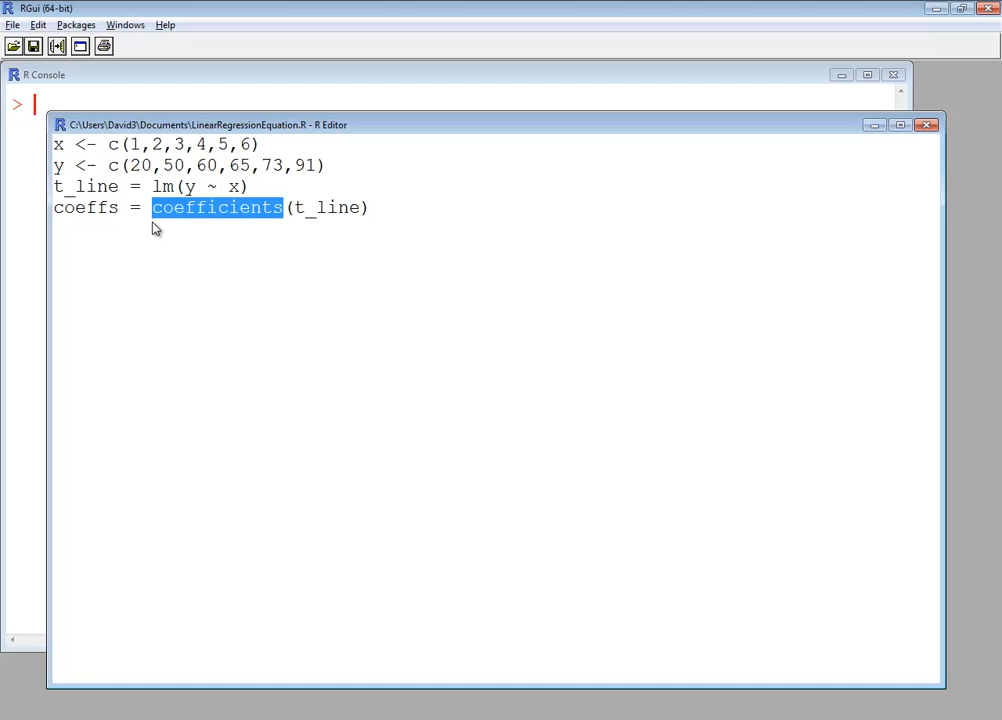 RGui (64-bit)
File Edit Packages Windows Help
R Console
>
C:\Users\David3\Documents\LinearRegressionEquation.R - R Editor
x <- c(1,2,3,4,5,6)
y <- c(20,50,60,65,73,91)
t_line = lm(y ~ x)
coeffs = coefficients(t_line)